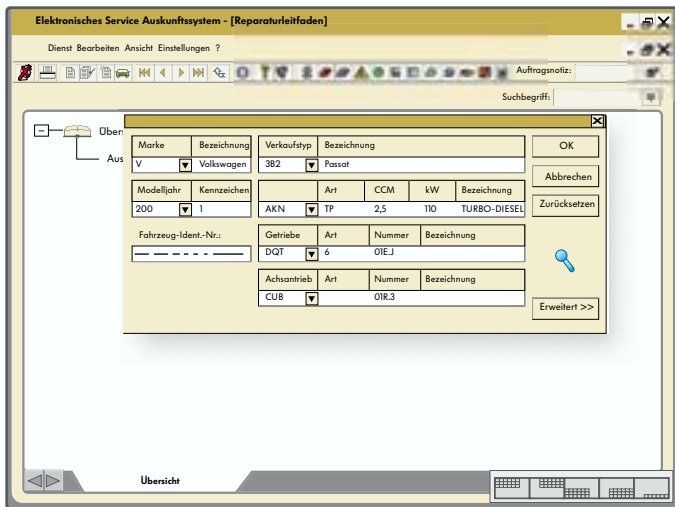 Elektronisches Service Auskunftssystem - [Reparaturleitfaden]
Dienst Bearbeiten Ansicht Einstellungen ?
Auftragsnotiz:
Suchbegriff:
Über
Aus
Marke Bezeichnung Verkaufstyp Bezeichnung OK
V Volkswagen 3B2 Passat
Abbrechen
Modelljahr Kennzeichen Art CCM kW Bezeichnung
200 1 AKN TP 2,5 110 TURBO-DIESEL Zurücksetzen
Fahrzeug-Ident.-Nr.: Getriebe Art Nummer Bezeichnung
DQT 6 01E.J
Achsantrieb Art Nummer Bezeichnung
CUB 01R.3
Erweitert >>
Übersicht